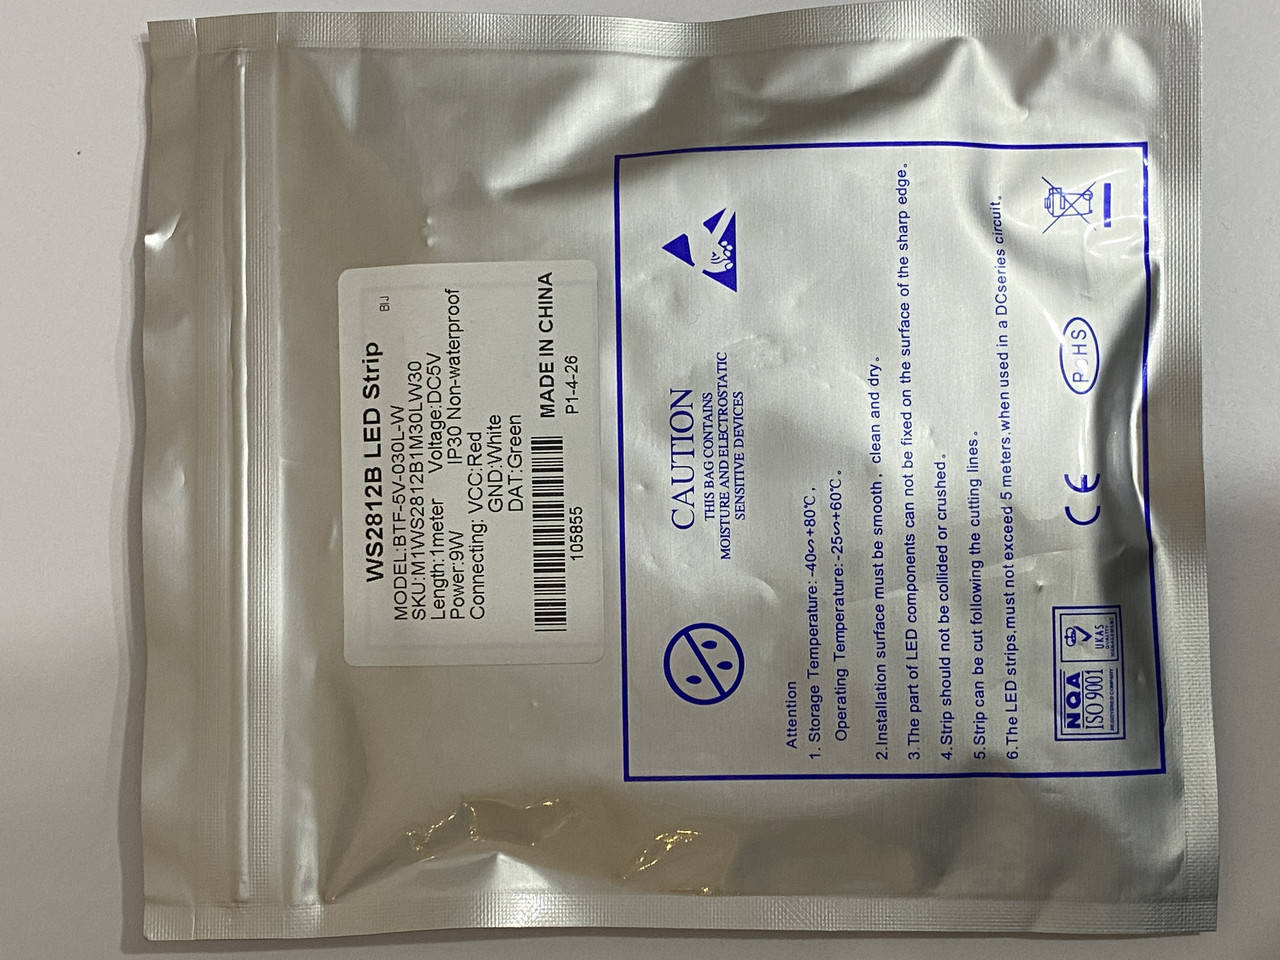 WS2812B LED Strip
BIJ
MODEL:BTF-5V-030L-W
SKU:M1WS2812B1M30LW30
Length:1meter Voltage:DC5V
Power:9W IP30 Non-waterproof
Connecting: VCC:Red
GND:White
DAT:Green
MADE IN CHINA
105855
P1-4-26
CAUTION
THIS BAG CONTAINS
MOISTURE AND ELECTROSTATIC
SENSITIVE DEVICES
Attention
1. Storage Temperature: -40∽+80℃ ,
Operating Temperature: -25∽+60℃.
2.Installation surface must be smooth , clean and dry。
3.The part of LED components can not be fixed on the surface of the sharp edge。
4.Strip should not be collided or crushed。
5.Strip can be cut following the cutting lines。
6.The LED strips,must not exceed 5 meters,when used in a DCseries circuit。
NQA
ISO 9001
REGISTERED COMPANY
UKAS
QUALITY
MANAGEMENT
CE
ROHS